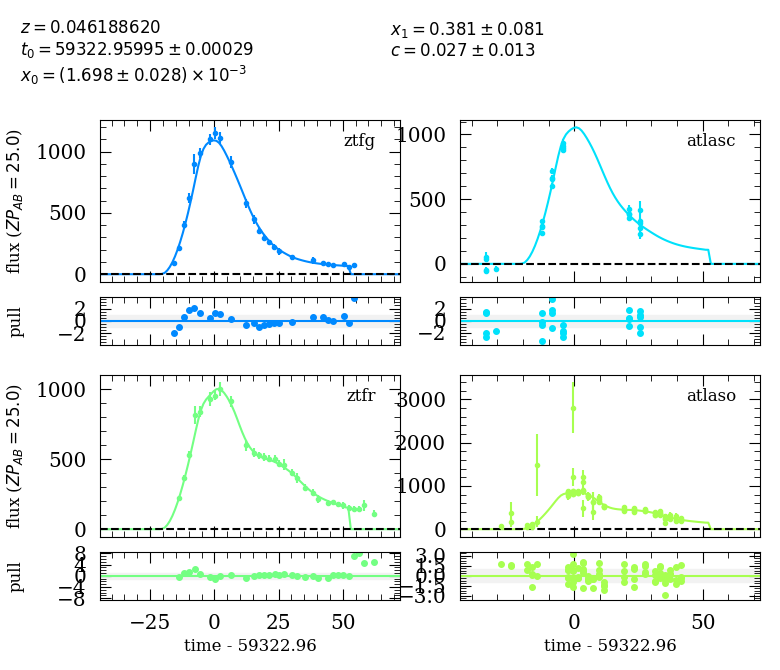 z = 0.046188620
t₀ = 59322.95995 ± 0.00029
x₀ = (1.698 ± 0.028) × 10⁻³
x₁ = 0.381 ± 0.081
c = 0.027 ± 0.013
flux (ZP_AB = 25.0)
1000
500
0
ztfg
1000
500
0
atlasc
pull
2
0
−2
2
0
−2
flux (ZP_AB = 25.0)
1000
500
0
ztfr
3000
2000
1000
0
atlaso
pull
8
4
0
−4
−8
3.0
1.5
0.0
−1.5
−3.0
−25
0
25
50
0
50
time - 59322.96
time - 59322.96